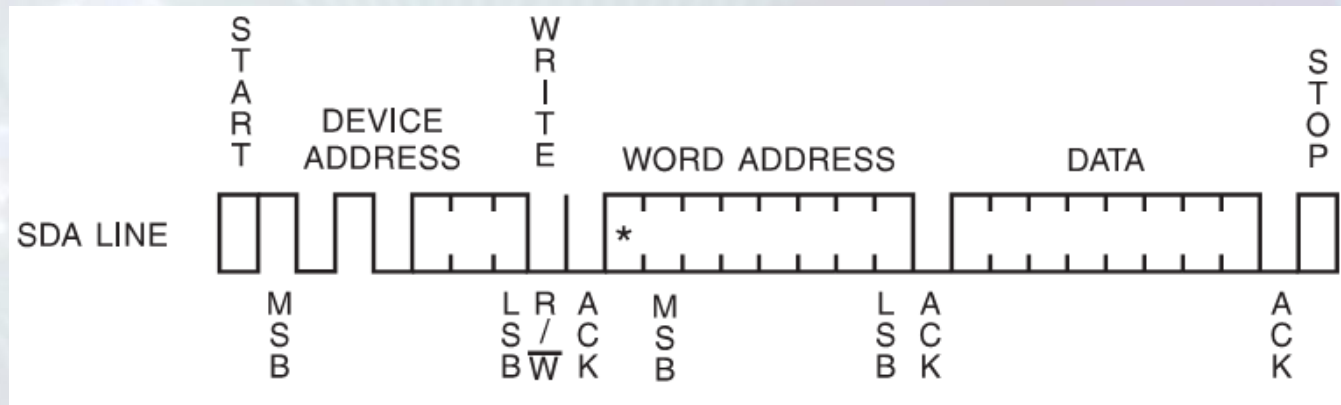 START
DEVICE
ADDRESS
WRITE
WORD ADDRESS
DATA
STOP
SDA LINE
*
MSB
LSB
R/W
ACK
MSB
LSB
ACK
ACK